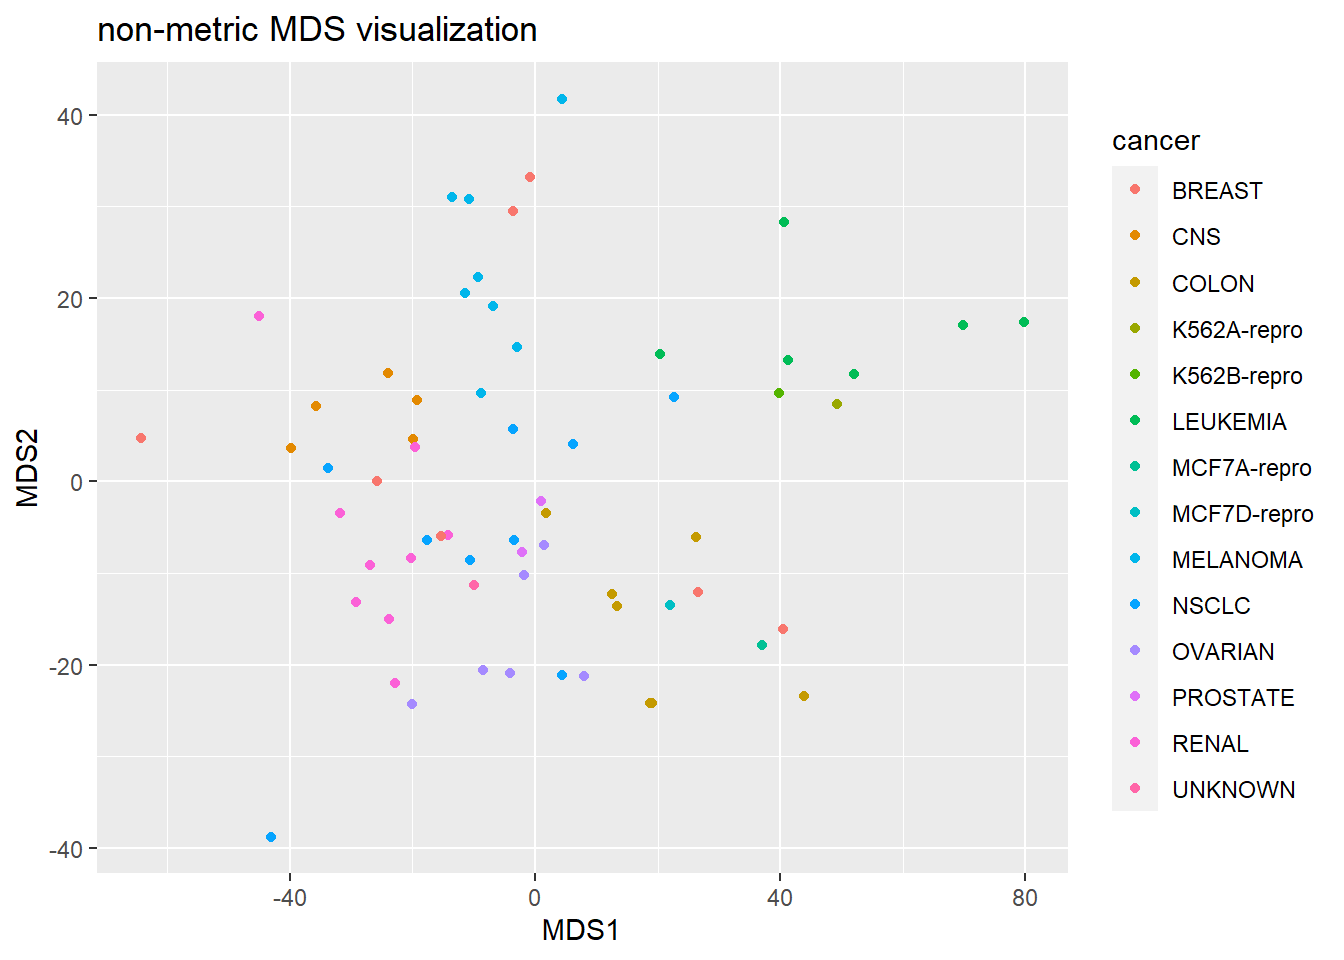 non-metric MDS visualization
MDS2
40
20
0
-20
-40
-40
0
40
80
MDS1
cancer
BREAST
CNS
COLON
K562A-repro
K562B-repro
LEUKEMIA
MCF7A-repro
MCF7D-repro
MELANOMA
NSCLC
OVARIAN
PROSTATE
RENAL
UNKNOWN